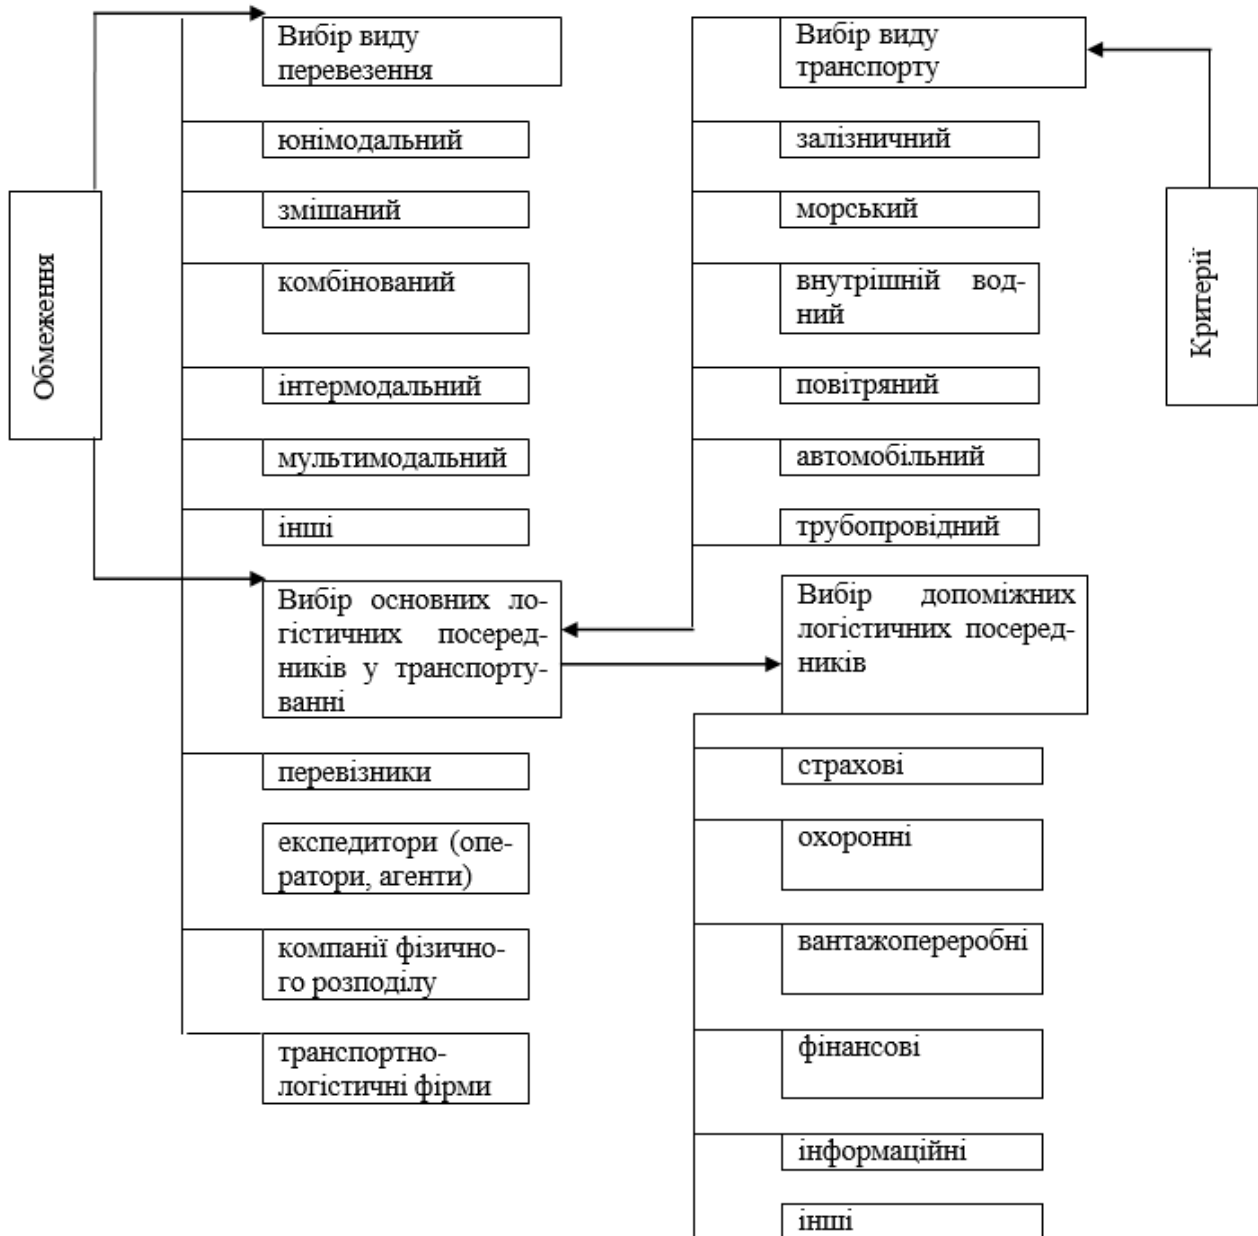 Обмеження
Вибір виду
перевезення
юнімодальний
змішаний
комбінований
інтермодальний
мультимодальний
інші
Вибір основних ло-
гістичних посеред-
ників у транспорту-
ванні
перевізники
експедитори (опе-
ратори, агенти)
компанії фізично-
го розподілу
транспортно-
логістичні фірми
Вибір виду
транспорту
залізничний
морський
внутрішній вод-
ний
повітряний
автомобільний
трубопровідний
Вибір допоміжних
логістичних посеред-
ників
страхові
охоронні
вантажопереробні
фінансові
інформаційні
інші
Критерії